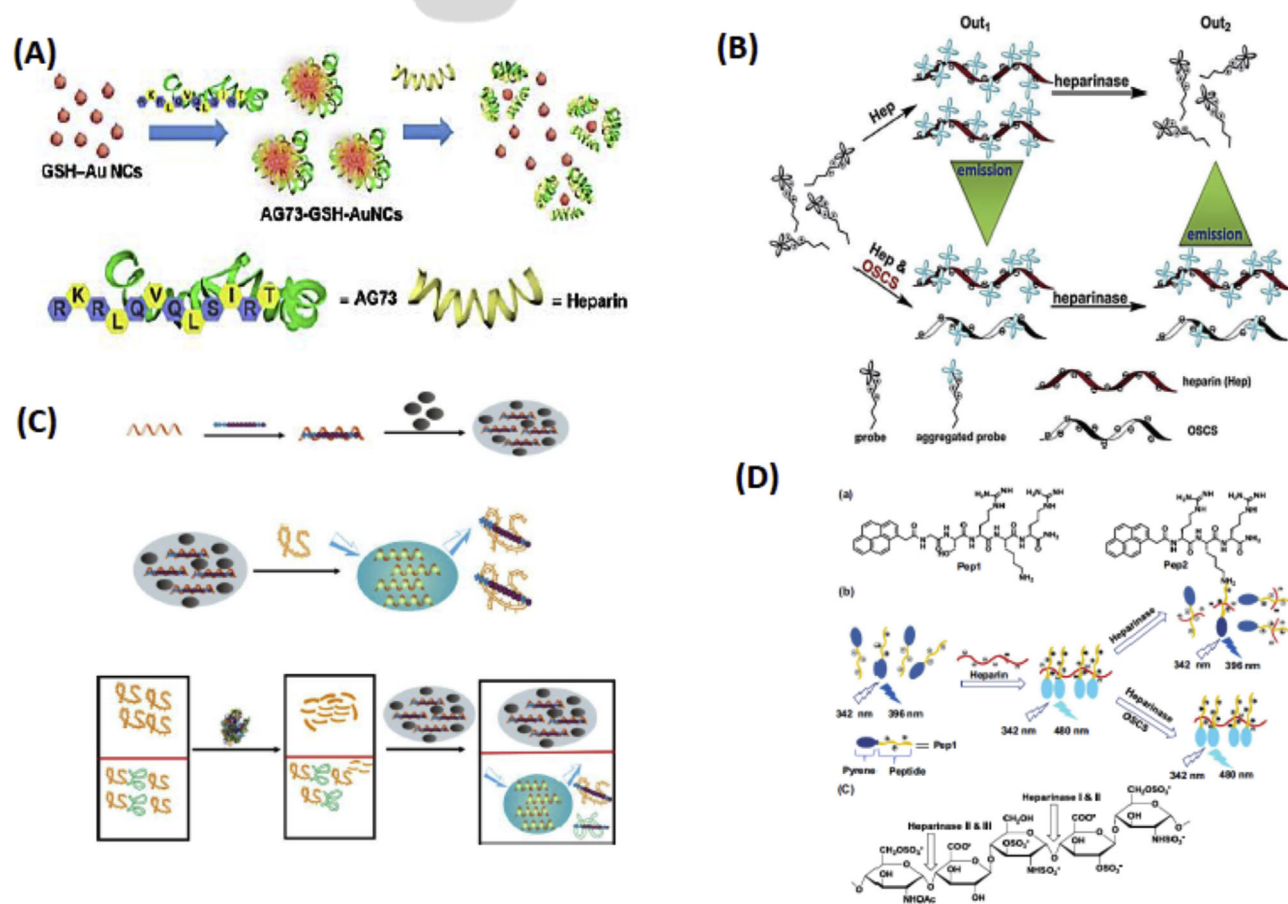 (A)
GSH–Au NCs
R K R L Q V Q L S I R T
AG73-GSH-AuNCs
R K R L Q V Q L S I R T
= AG73
= Heparin
(B)
Out1
Out2
Hep
heparinase
emission
emission
Hep &
OSCS
heparinase
probe
aggregated probe
heparin (Hep)
OSCS
(C)
(D)
(a)
Pep1
Pep2
(b)
342 nm
396 nm
Heparin
342 nm
480 nm
Heparinase
342 nm
396 nm
Heparinase
OSCS
342 nm
480 nm
= Pep1
Pyrene
Peptide
(C)
Heparinase II & III
Heparinase I & II